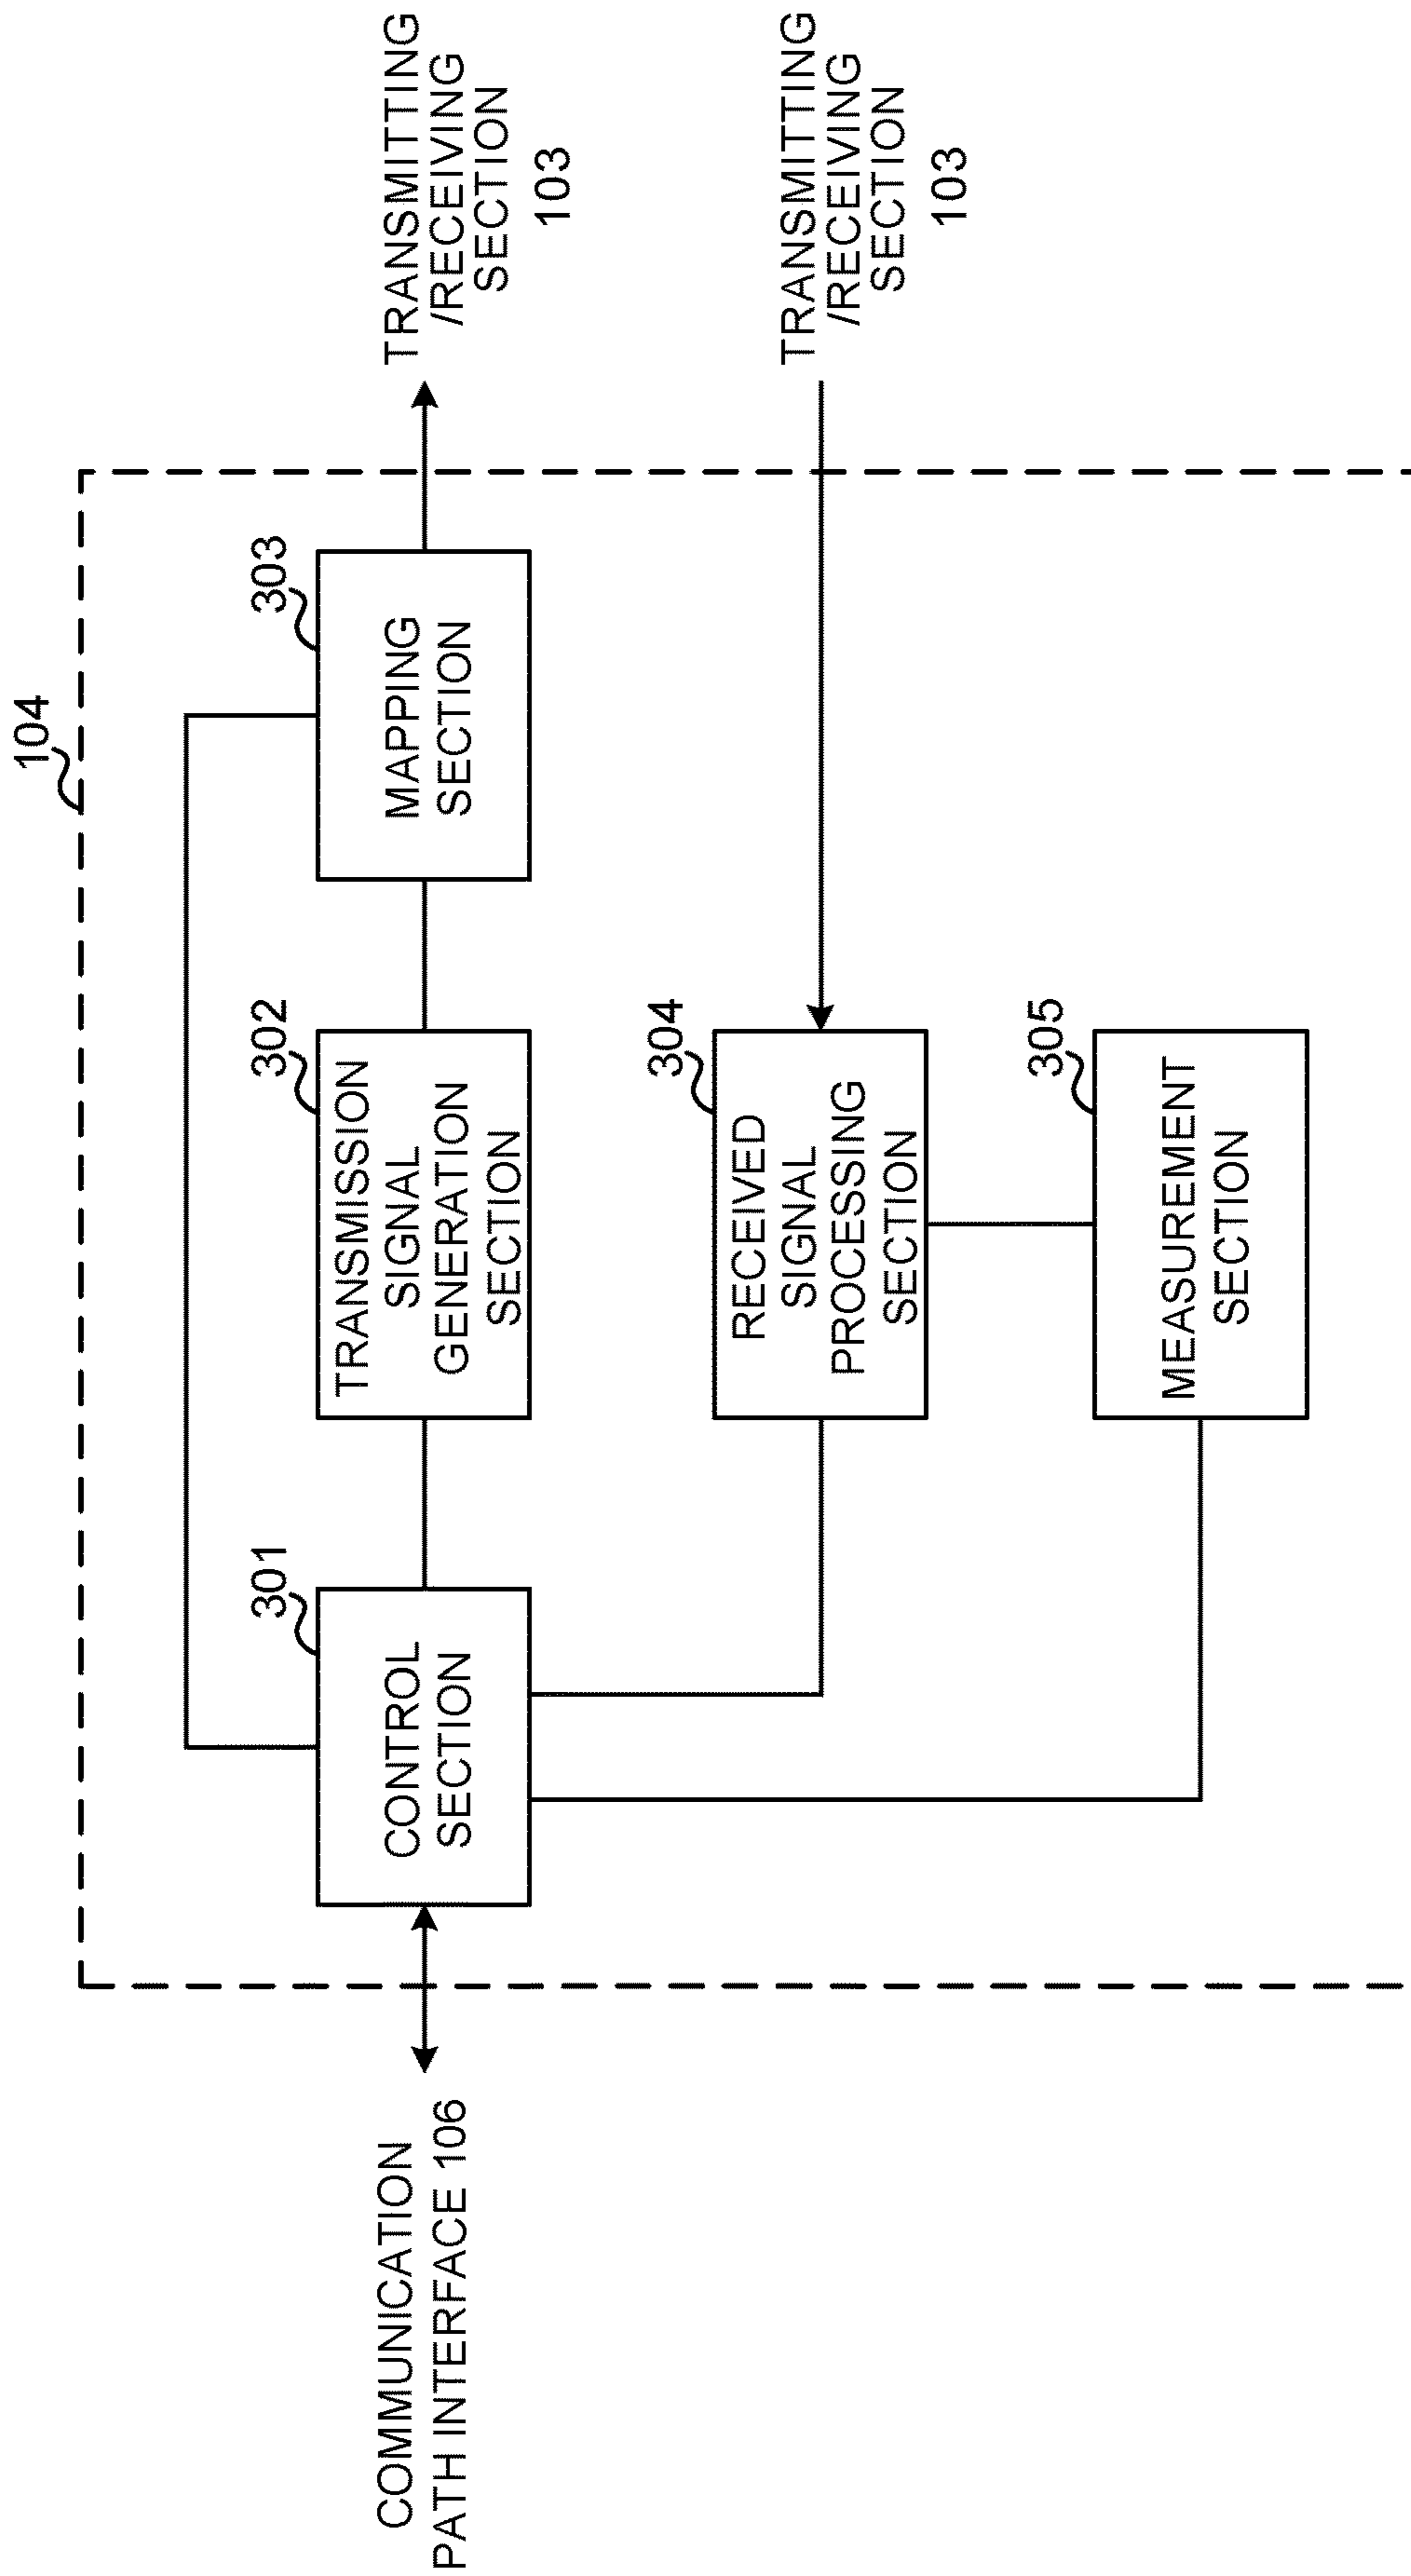 104
301
CONTROL
SECTION
302
TRANSMISSION
SIGNAL
GENERATION
SECTION
303
MAPPING
SECTION
TRANSMITTING
/RECEIVING
SECTION
103
COMMUNICATION
PATH INTERFACE 106
304
RECEIVED
SIGNAL
PROCESSING
SECTION
TRANSMITTING
/RECEIVING
SECTION
103
305
MEASUREMENT
SECTION